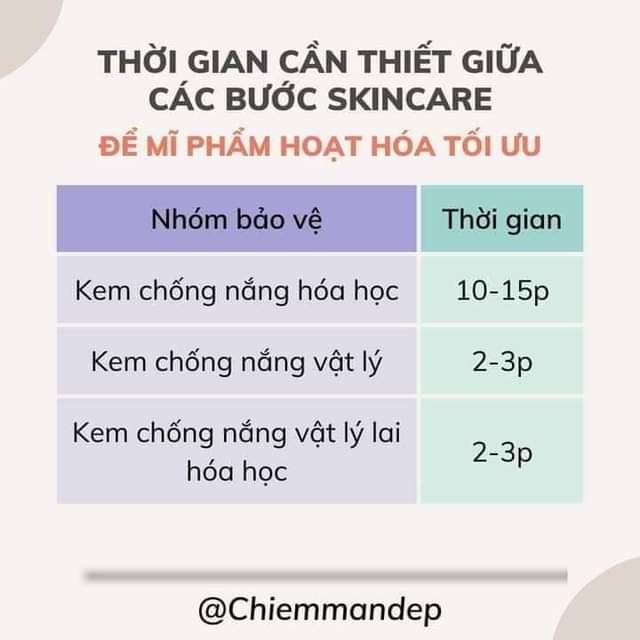 THỜI GIAN CẦN THIẾT GIỮA
CÁC BƯỚC SKINCARE
ĐỂ MĨ PHẨM HOẠT HÓA TỐI ƯU
Nhóm bảo vệ Thời gian
Kem chống nắng hóa học 10-15p
Kem chống nắng vật lý 2-3p
Kem chống nắng vật lý lai
hóa học 2-3p
@Chiemmandep